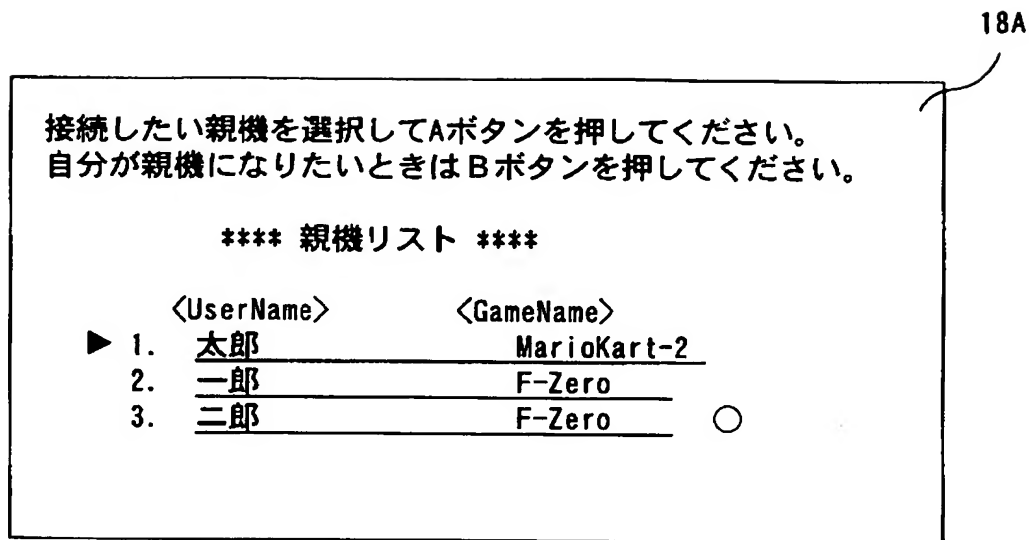 18A
接続したい親機を選択してAボタンを押してください。
自分が親機になりたいときはBボタンを押してください。
**** 親機リスト ****
<UserName> <GameName>
▶ 1. 太郎 MarioKart-2
2. 一郎 F-Zero
3. 二郎 F-Zero ○